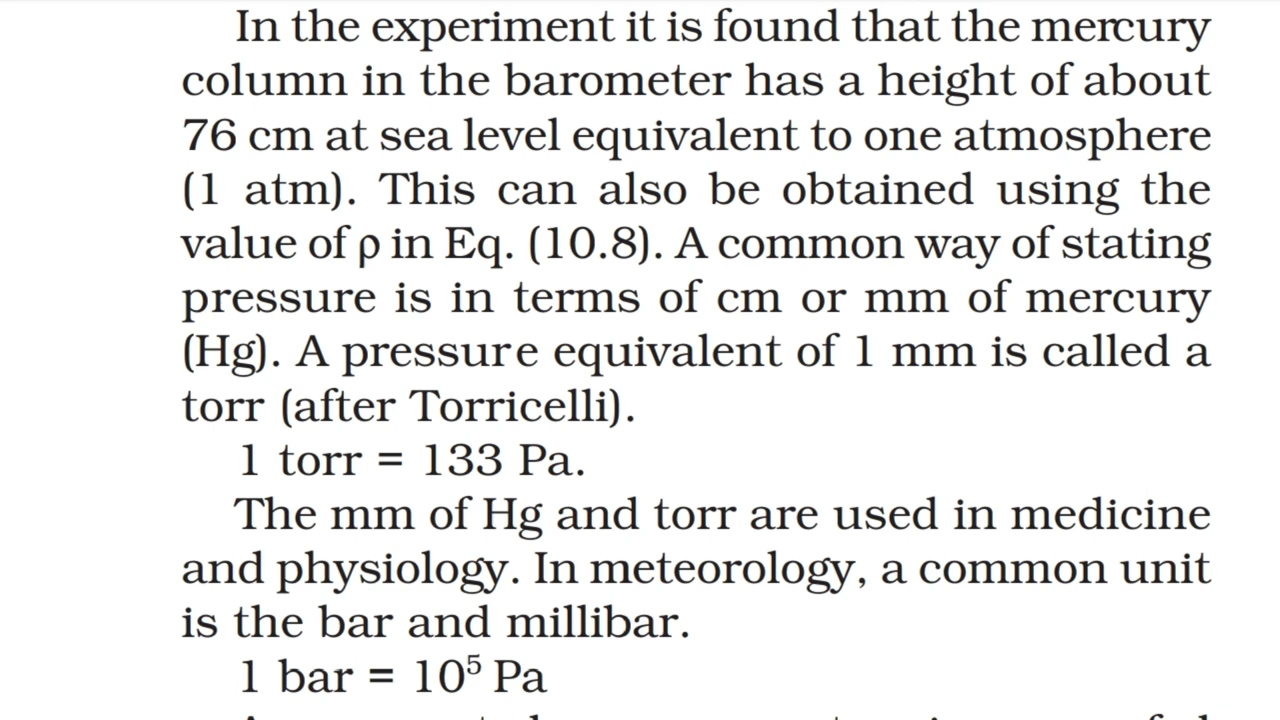 In the experiment it is found that the mercury
column in the barometer has a height of about
76 cm at sea level equivalent to one atmosphere
(1 atm). This can also be obtained using the
value of ρ in Eq. (10.8). A common way of stating
pressure is in terms of cm or mm of mercury
(Hg). A pressure equivalent of 1 mm is called a
torr (after Torricelli).
1 torr = 133 Pa.
The mm of Hg and torr are used in medicine
and physiology. In meteorology, a common unit
is the bar and millibar.
1 bar = 10⁵ Pa